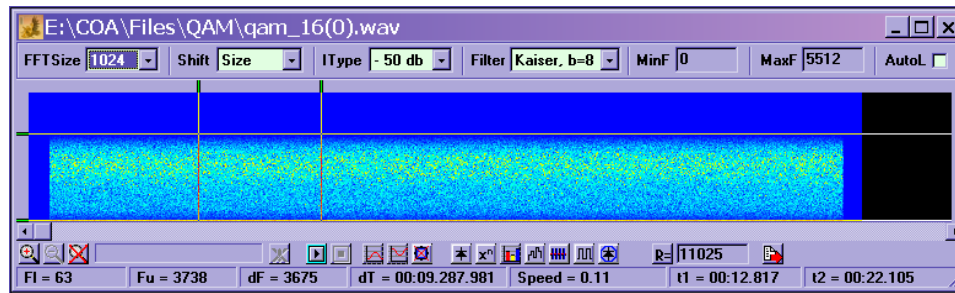 E:\COA\Files\QAM\qam_16(0).wav
FFTSize 1024 Shift Size IType - 50 db Filter Kaiser, b=8 MinF 0 MaxF 5512 AutoL
x^n R= 11025
Fl = 63 Fu = 3738 dF = 3675 dT = 00:09.287.981 Speed = 0.11 t1 = 00:12.817 t2 = 00:22.105